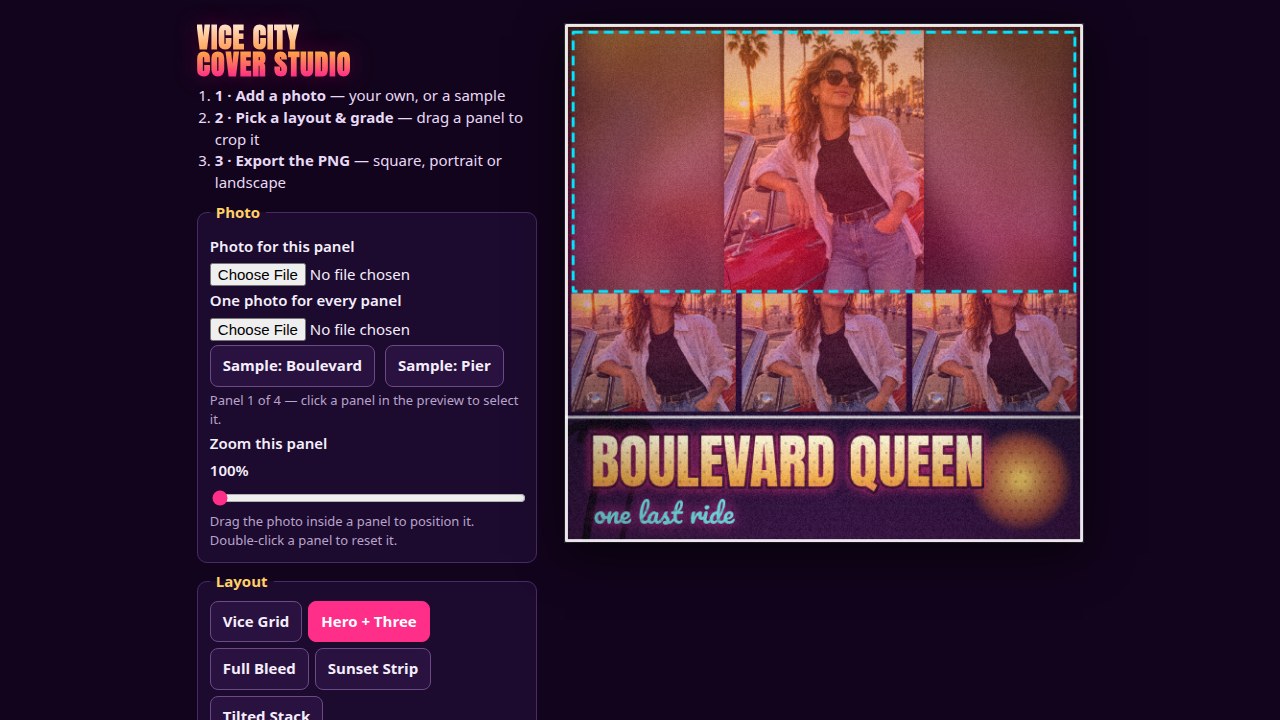 VICE CITY
COVER STUDIO
1. 1 · Add a photo — your own, or a sample
2. 2 · Pick a layout & grade — drag a panel to
crop it
3. 3 · Export the PNG — square, portrait or
landscape
Photo
Photo for this panel
Choose File No file chosen
One photo for every panel
Choose File No file chosen
Sample: Boulevard
Sample: Pier
Panel 1 of 4 — click a panel in the preview to select
it.
Zoom this panel
100%
Drag the photo inside a panel to position it.
Double-click a panel to reset it.
Layout
Vice Grid
Hero + Three
Full Bleed
Sunset Strip
Tilted Stack
BOULEVARD QUEEN
one last ride